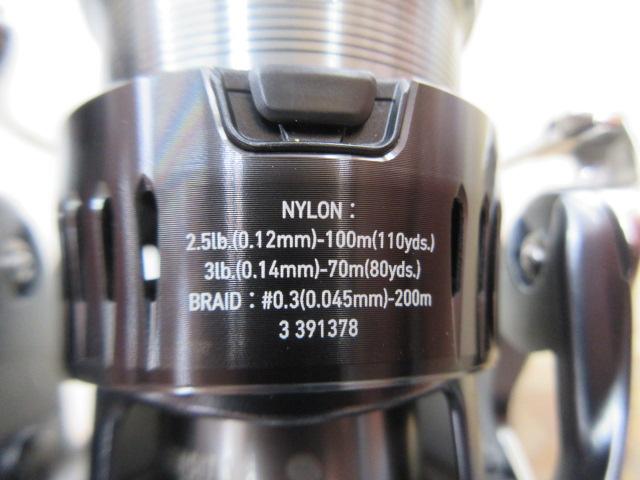 NYLON :
2.5lb.(0.12mm)-100m(110yds.)
3lb.(0.14mm)-70m(80yds.)
BRAID : #0.3(0.045mm)-200m
3 391378